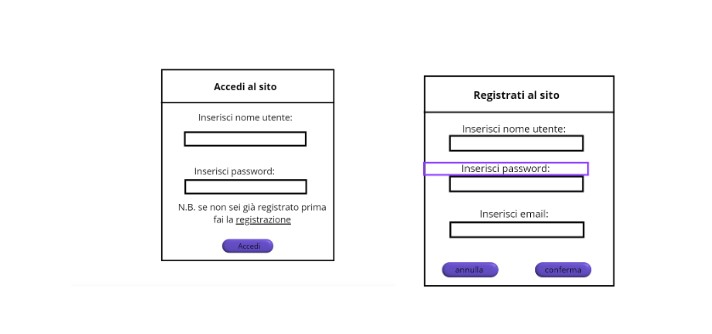 Accedi al sito
Inserisci nome utente:
Inserisci password:
N.B. se non sei già registrato prima
fai la registrazione
Accedi
Registrati al sito
Inserisci nome utente:
Inserisci password:
Inserisci email:
annulla
conferma